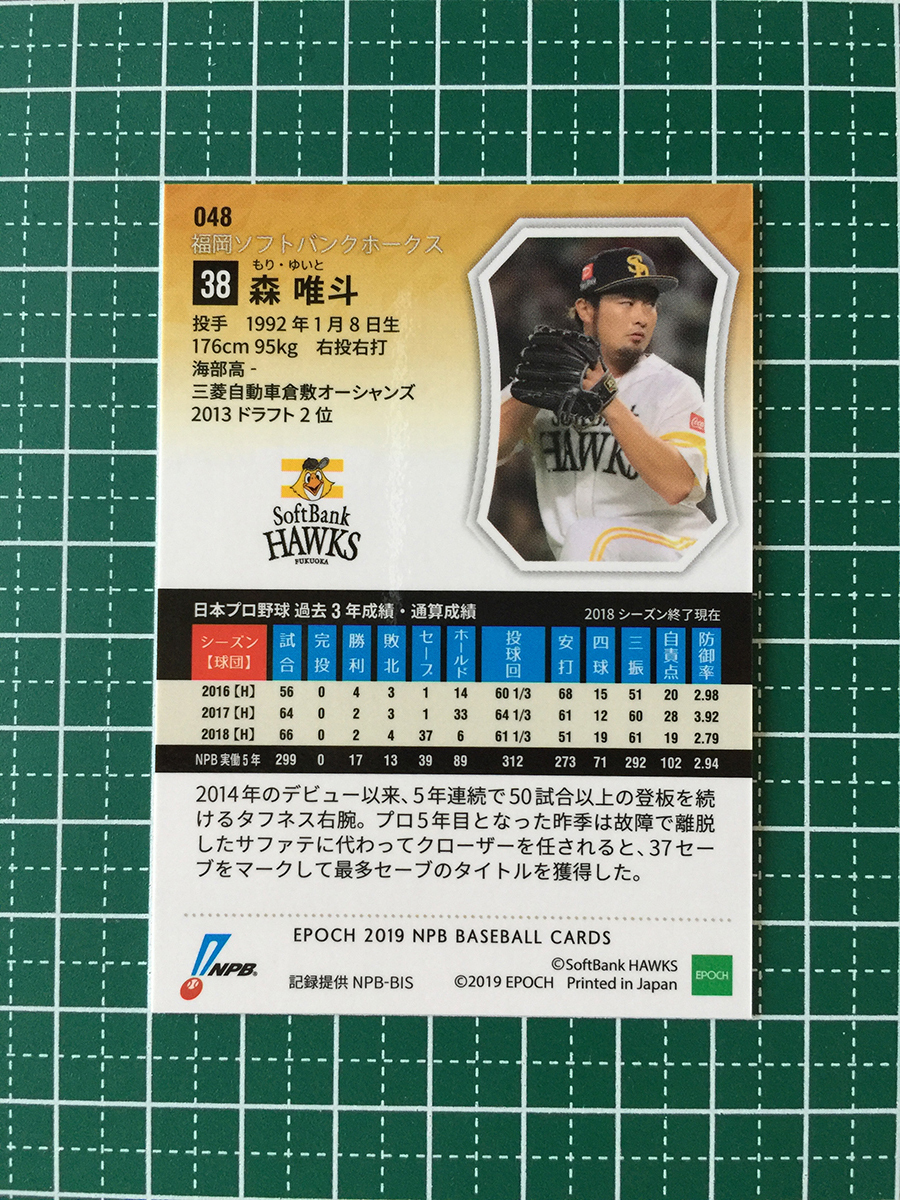 048
福岡ソフトバンクホークス
もり・ゆいと
38 森 唯斗
投手 1992年1月8日生
176cm 95kg 右投右打
海部高 -
三菱自動車倉敷オーシャンズ
2013ドラフト2位
SoftBank
HAWKS
FUKUOKA
SoftBank
HAWKS
日本プロ野球 過去3年成績・通算成績 2018シーズン終了現在
シーズン【球団】 試合 完投 勝利 敗北 セーブ ホールド 投球回 安打 四球 三振 自責点 防御率
2016【H】 56 0 4 3 1 14 60 1/3 68 15 51 20 2.98
2017【H】 64 0 2 3 1 33 64 1/3 61 12 60 28 3.92
2018【H】 66 0 2 4 37 6 61 1/3 51 19 61 19 2.79
NPB実働5年 299 0 17 13 39 89 312 273 71 292 102 2.94
2014年のデビュー以来、5年連続で50試合以上の登板を続
けるタフネス右腕。プロ5年目となった昨季は故障で離脱
したサファテに代わってクローザーを任されると、37セー
ブをマークして最多セーブのタイトルを獲得した。
EPOCH 2019 NPB BASEBALL CARDS
NPB
記録提供 NPB-BIS
©SoftBank HAWKS
©2019 EPOCH Printed in Japan
EPOCH